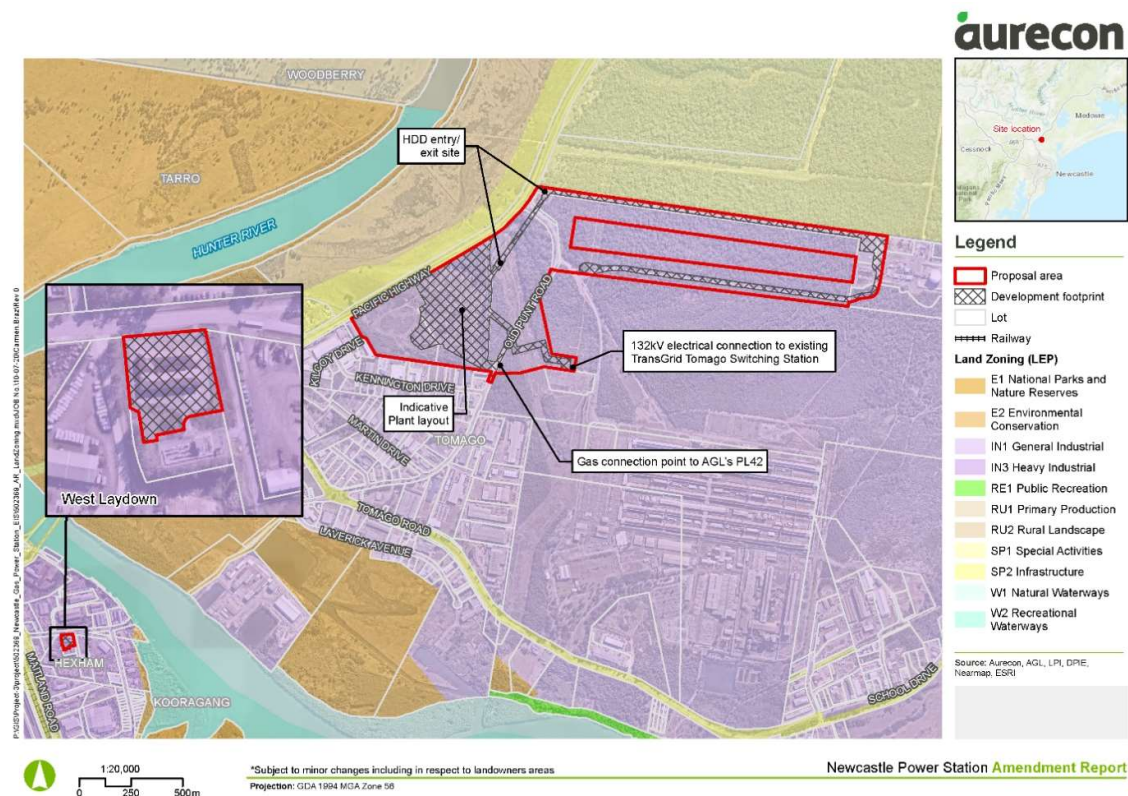 aurecon
WOODBERRY
HDD entry/
exit site
TARRO
HUNTER RIVER
PACIFIC HIGHWAY
OLD PUNT ROAD
132kV electrical connection to existing
TransGrid Tomago Switching Station
KILCOY DRIVE
KENNINGTON DRIVE
Indicative
Plant layout
MARTIN DRIVE
TOMAGO
Gas connection point to AGL's PL42
West Laydown
TOMAGO ROAD
LAVERICK AVENUE
HEXHAM
MAITLAND ROAD
KOORAGANG
SCHOOL DRIVE
Site location
Medowie
Cessnock
Newcastle
Legend
Proposal area
Development footprint
Lot
Railway
Land Zoning (LEP)
E1 National Parks and
Nature Reserves
E2 Environmental
Conservation
IN1 General Industrial
IN3 Heavy Industrial
RE1 Public Recreation
RU1 Primary Production
RU2 Rural Landscape
SP1 Special Activities
SP2 Infrastructure
W1 Natural Waterways
W2 Recreational
Waterways
Source: Aurecon, AGL, LPI, DPIE,
Nearmap, ESRI
1:20,000
0 250 500m
*Subject to minor changes including in respect to landowners areas
Projection: GDA 1994 MGA Zone 56
Newcastle Power Station Amendment Report